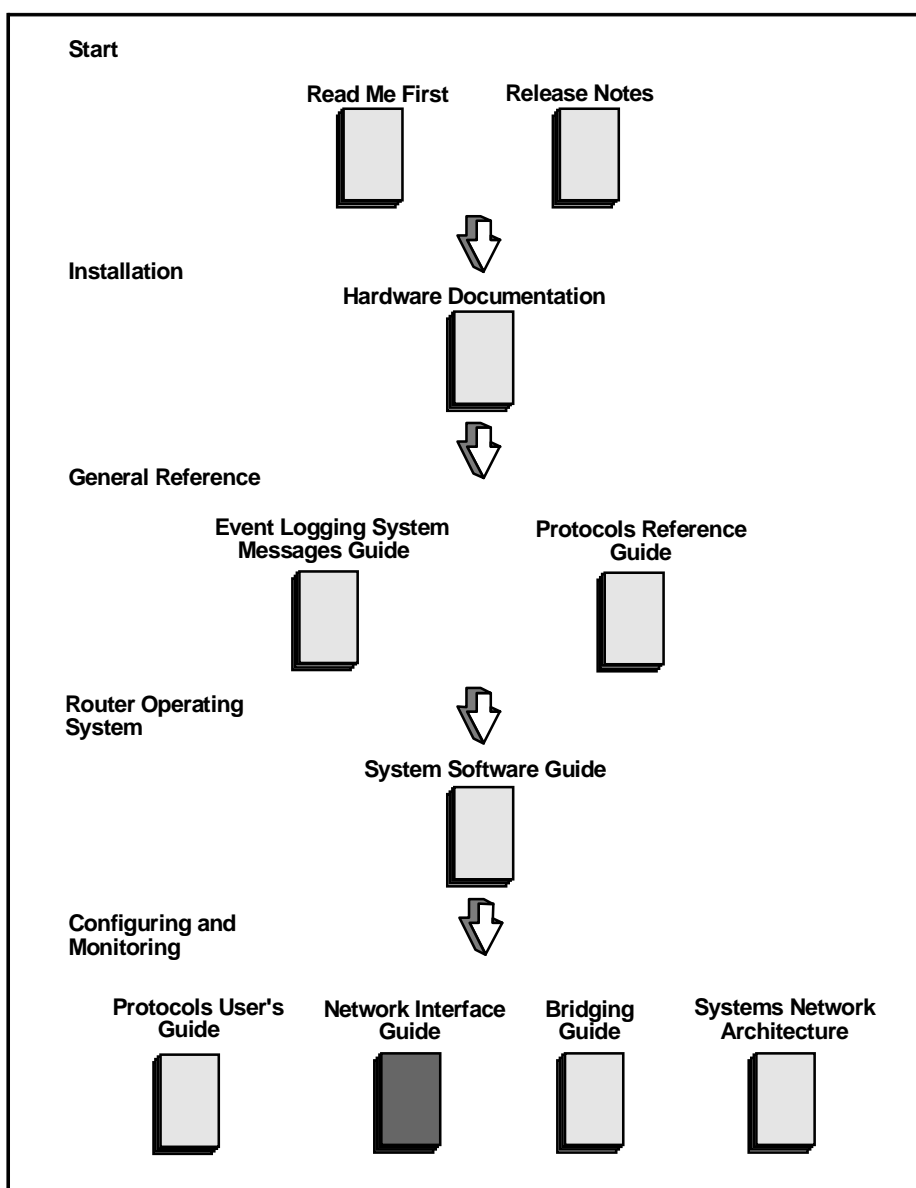 Start
Read Me First
Release Notes
Installation
Hardware Documentation
General Reference
Event Logging System
Messages Guide
Protocols Reference
Guide
Router Operating
System
System Software Guide
Configuring and
Monitoring
Protocols User's
Guide
Network Interface
Guide
Bridging
Guide
Systems Network
Architecture